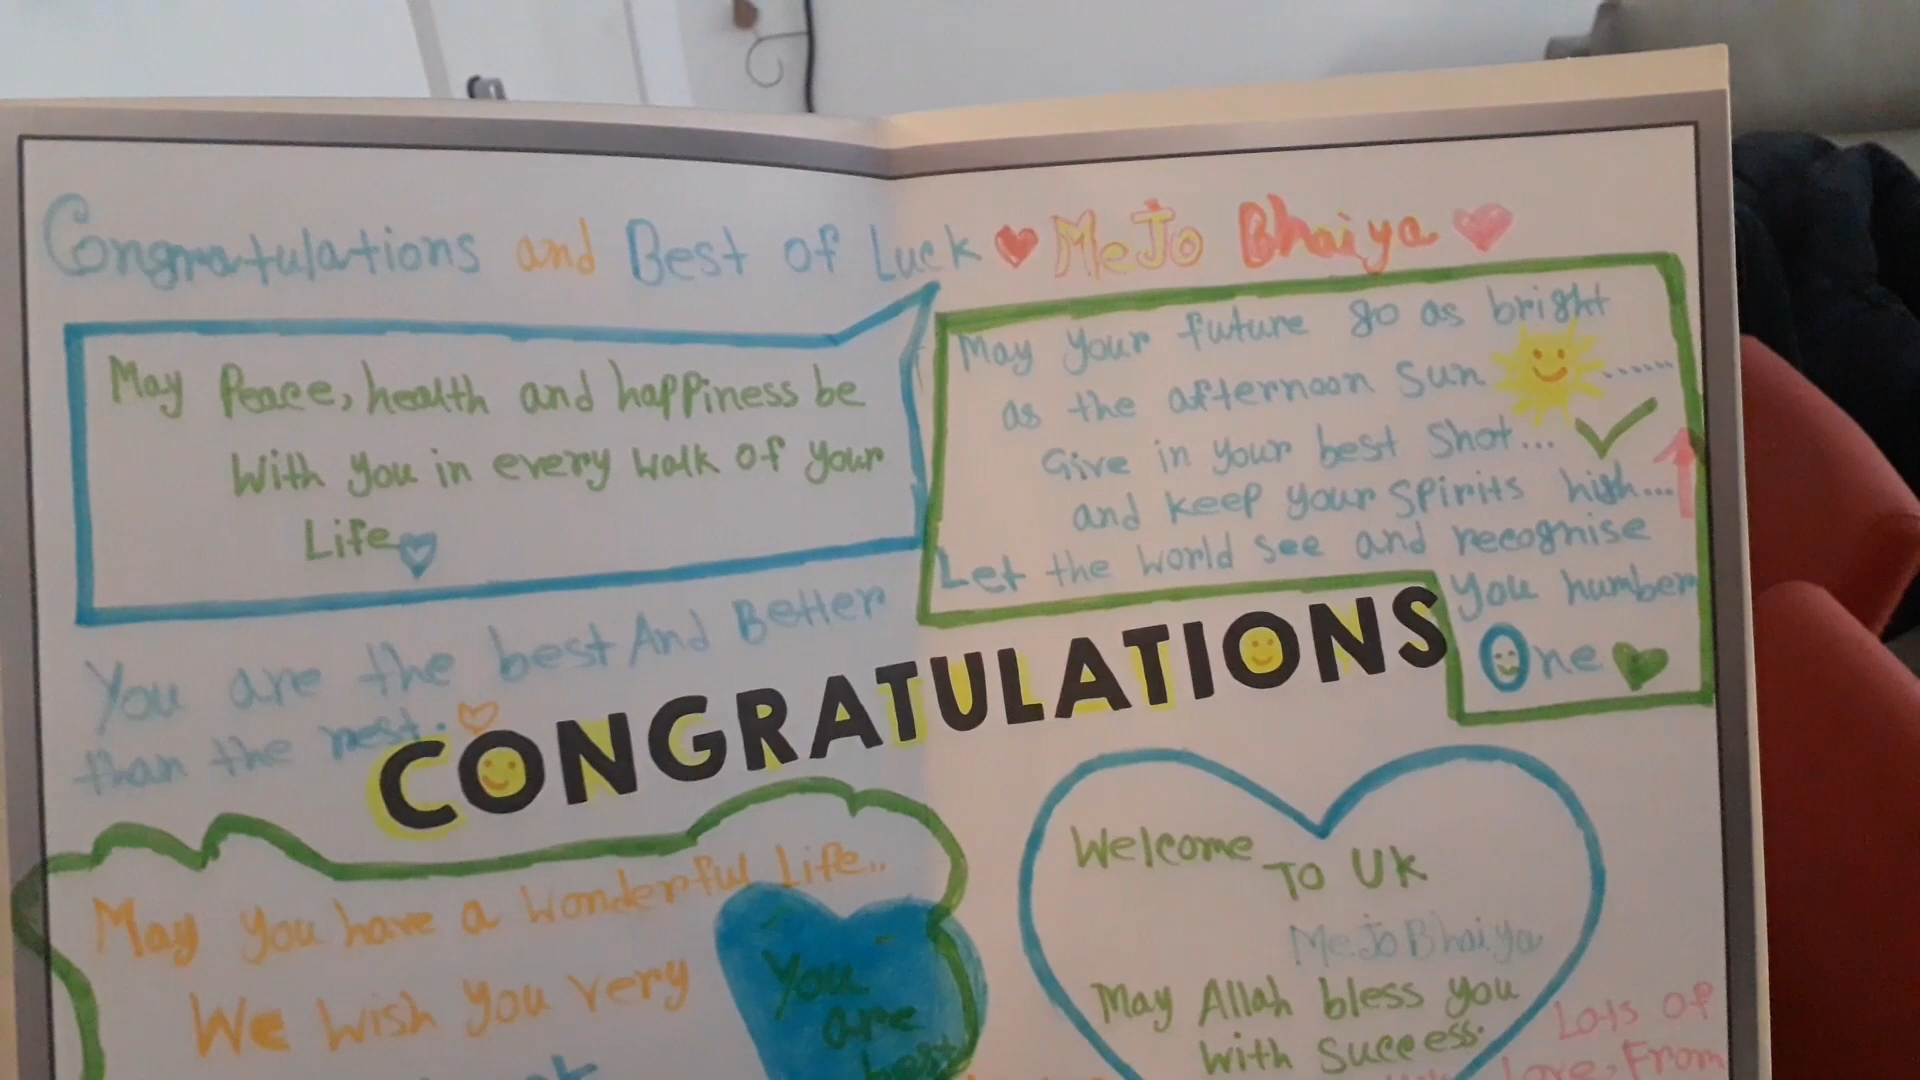 Congratulations and Best of Luck MeJo Bhaiya
May Peace, health and happiness be
With you in every walk of your
Life
May your future go as bright
as the afternoon Sun ......
Give in your best Shot...
and keep your spirits high...
Let the world see and recognise
you number
One
You are the best And Better
than the rest.
CONGRATULATIONS
May you have a wonderful Life..
We wish you very
You
are
best
Welcome
To UK
MeJo Bhaiya
May Allah bless you
with success.
Lots of
Love, From